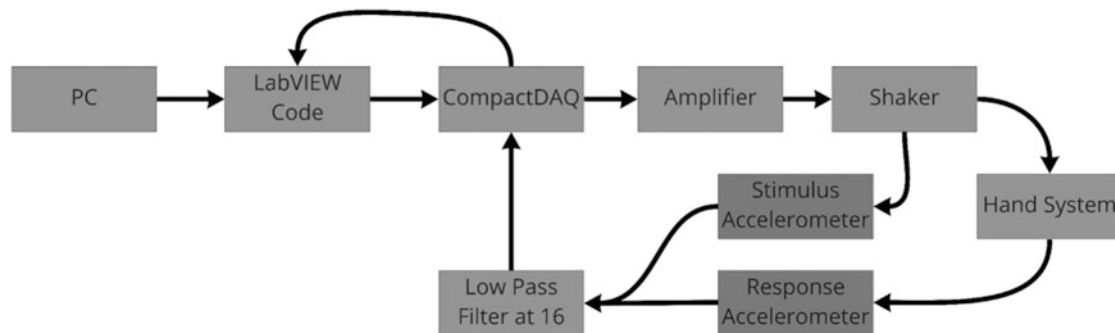 PC
LabVIEW
Code
CompactDAQ
Amplifier
Shaker
Stimulus
Accelerometer
Hand System
Low Pass
Filter at 16
Response
Accelerometer